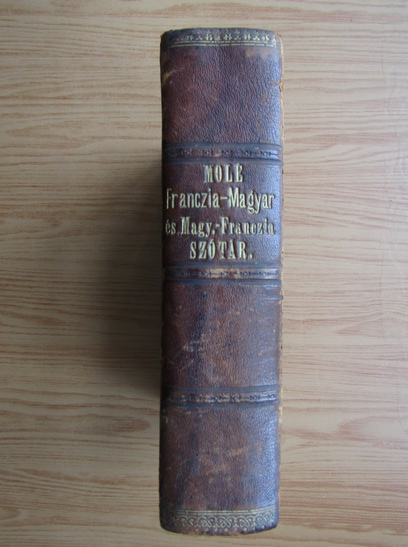 MOLE
Franczia-Magyar
és Magy.-Franczia
SZÓTÁR.